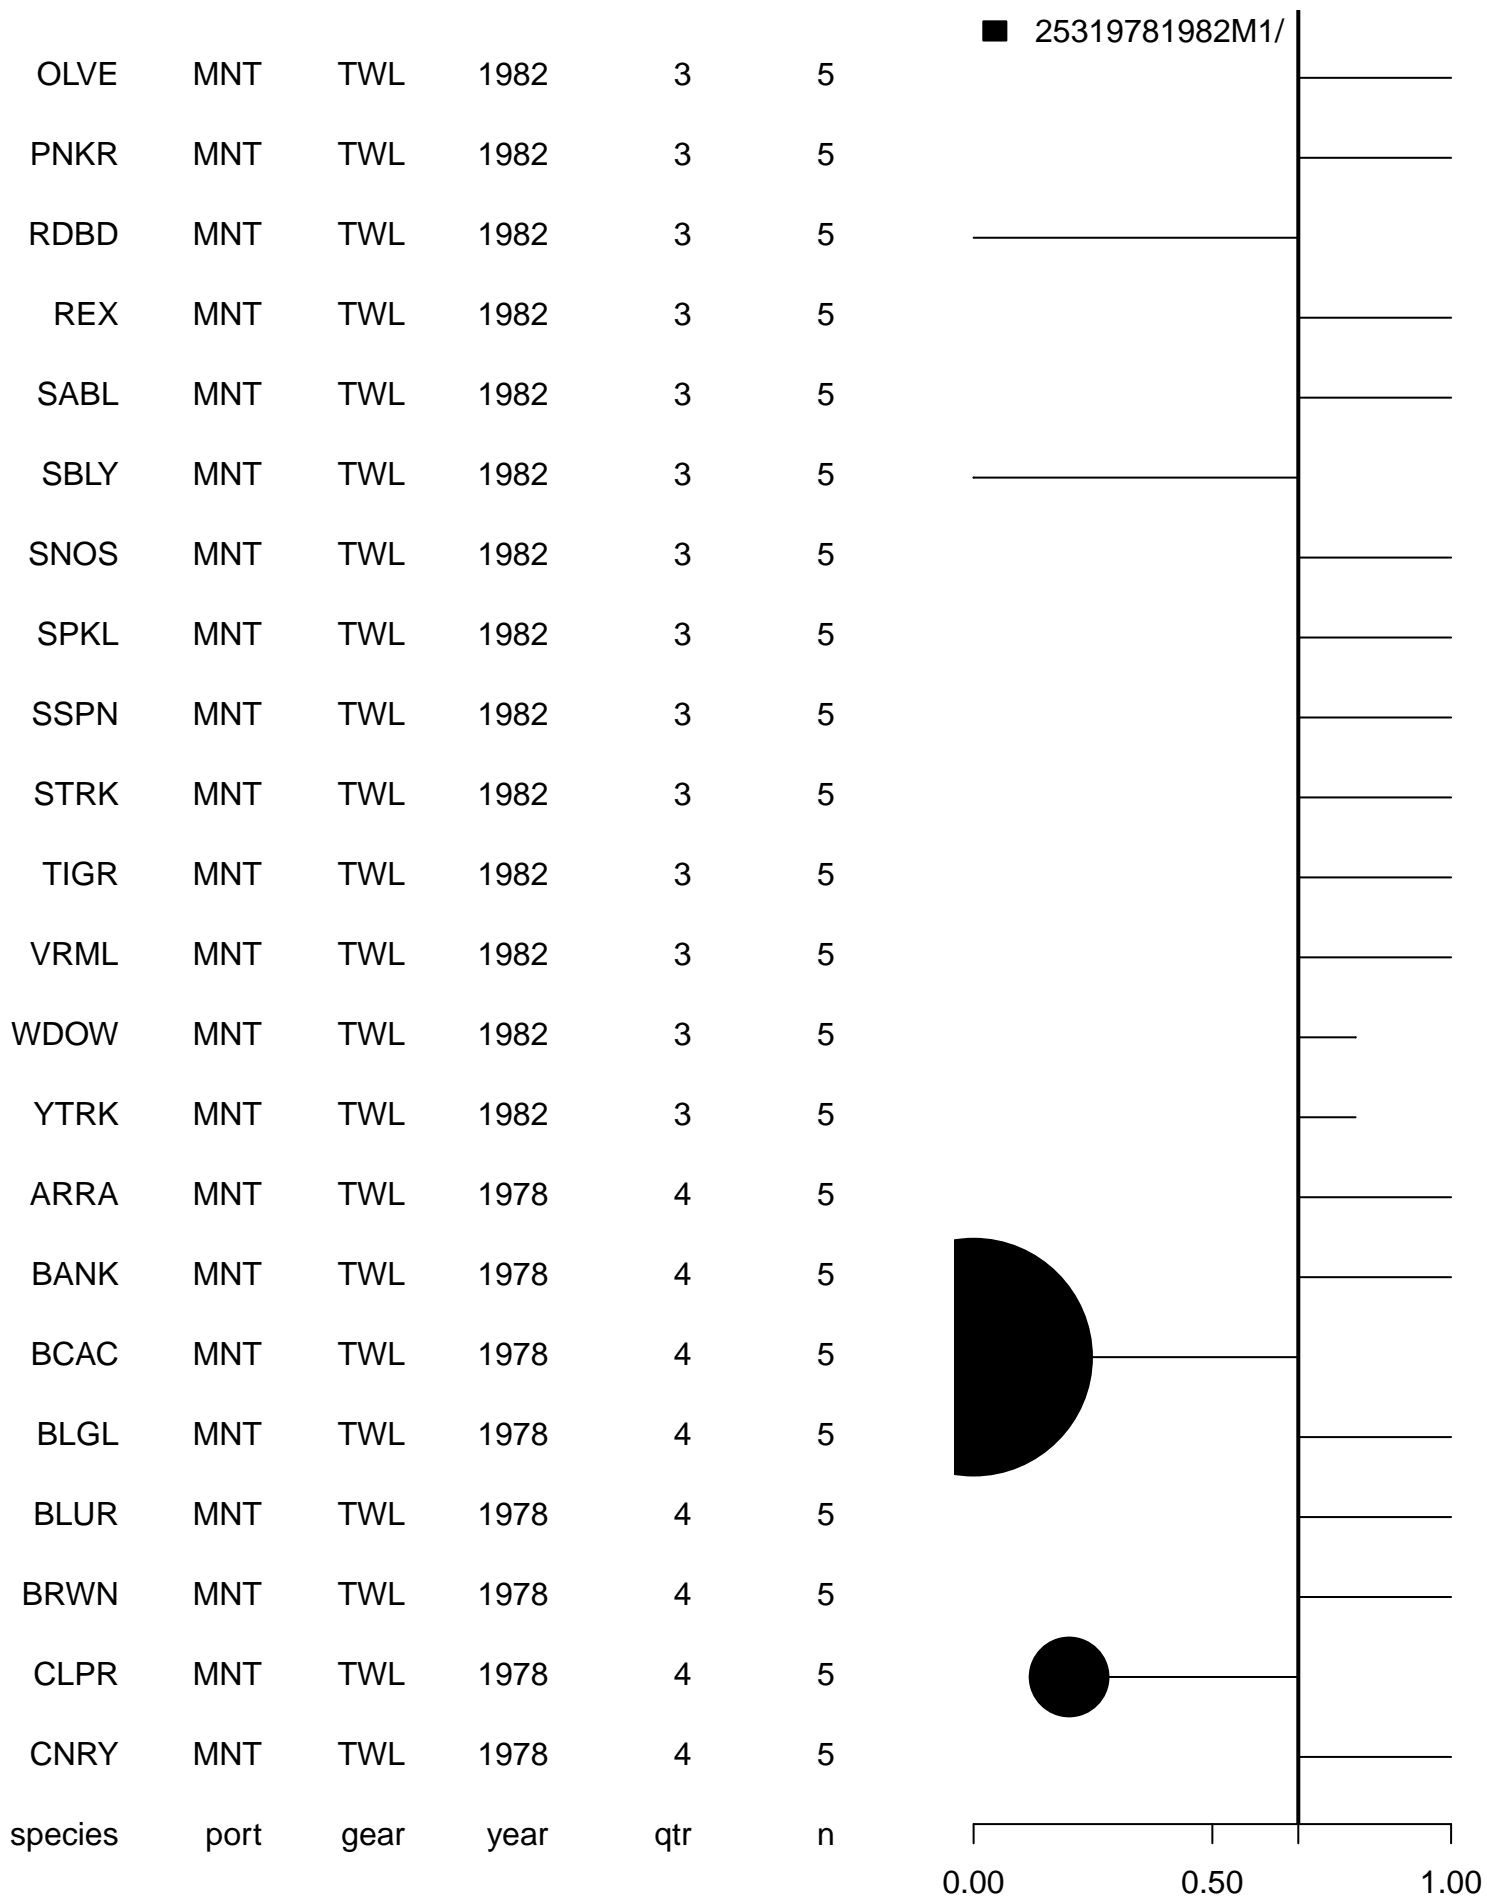 25319781982M1/
OLVE MNT TWL 1982 3 5
PNKR MNT TWL 1982 3 5
RDBD MNT TWL 1982 3 5
REX MNT TWL 1982 3 5
SABL MNT TWL 1982 3 5
SBLY MNT TWL 1982 3 5
SNOS MNT TWL 1982 3 5
SPKL MNT TWL 1982 3 5
SSPN MNT TWL 1982 3 5
STRK MNT TWL 1982 3 5
TIGR MNT TWL 1982 3 5
VRML MNT TWL 1982 3 5
WDOW MNT TWL 1982 3 5
YTRK MNT TWL 1982 3 5
ARRA MNT TWL 1978 4 5
BANK MNT TWL 1978 4 5
BCAC MNT TWL 1978 4 5
BLGL MNT TWL 1978 4 5
BLUR MNT TWL 1978 4 5
BRWN MNT TWL 1978 4 5
CLPR MNT TWL 1978 4 5
CNRY MNT TWL 1978 4 5
species port gear year qtr n
0.00 0.50 1.00